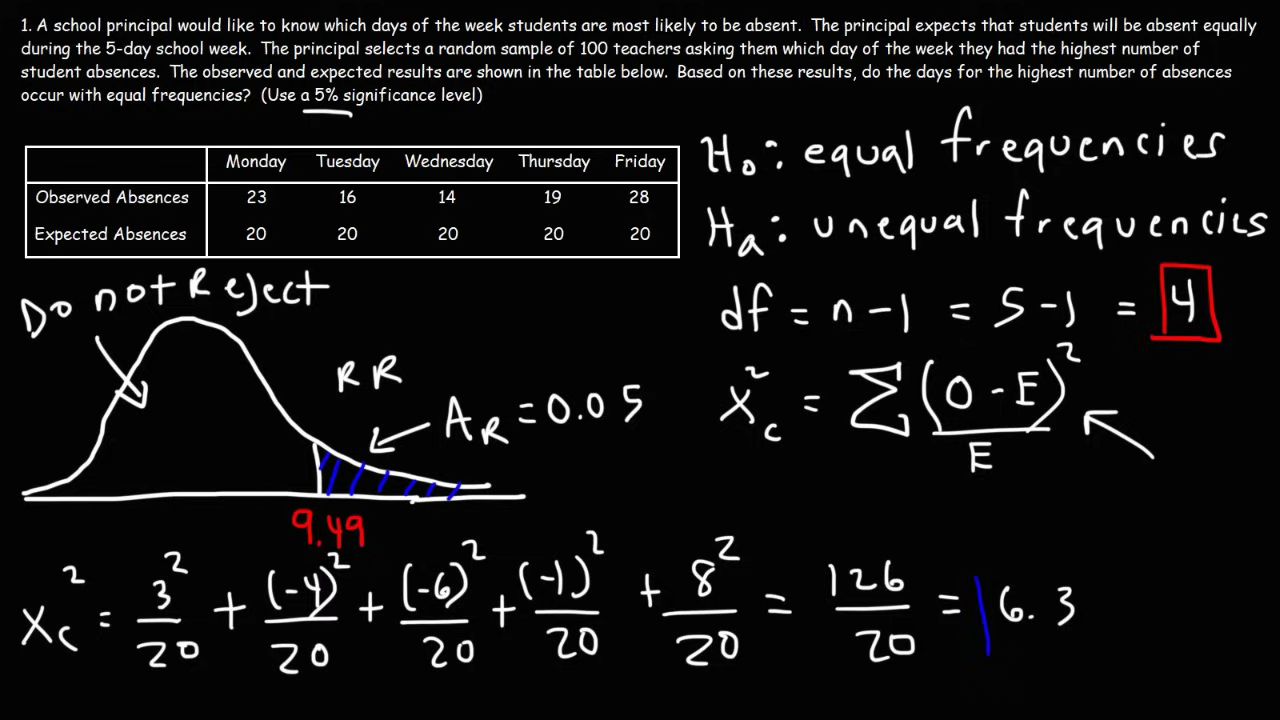 1. A school principal would like to know which days of the week students are most likely to be absent. The principal expects that students will be absent equally
during the 5-day school week. The principal selects a random sample of 100 teachers asking them which day of the week they had the highest number of
student absences. The observed and expected results are shown in the table below. Based on these results, do the days for the highest number of absences
occur with equal frequencies? (Use a 5% significance level)
Monday Tuesday Wednesday Thursday Friday
Observed Absences 23 16 14 19 28
Expected Absences 20 20 20 20 20
H₀: equal frequencies
Hₐ: unequal frequencies
df = n - 1 = 5 - 1 = 4
x²c = Σ (O - E)² / E
Do not Reject
RR
A_R = 0.05
9.49
x²c = 3²/20 + (-4)²/20 + (-6)²/20 + (-1)²/20 + 8²/20 = 126/20 = 6.3